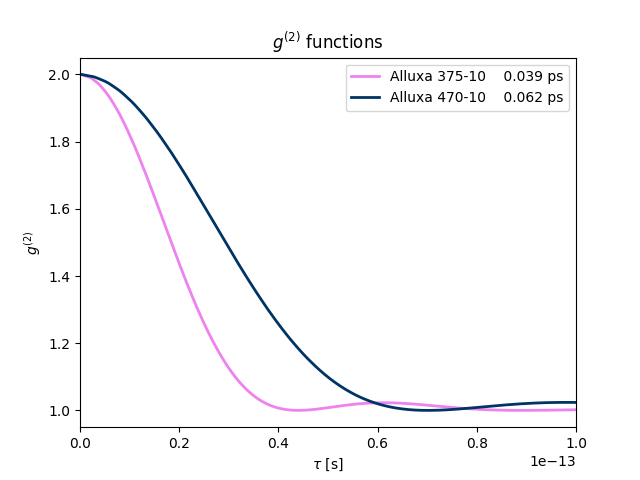 g⁽²⁾ functions
Alluxa 375-10 0.039 ps
Alluxa 470-10 0.062 ps
g⁽²⁾
2.0
1.8
1.6
1.4
1.2
1.0
0.0 0.2 0.4 0.6 0.8 1.0
τ [s]
1e−13